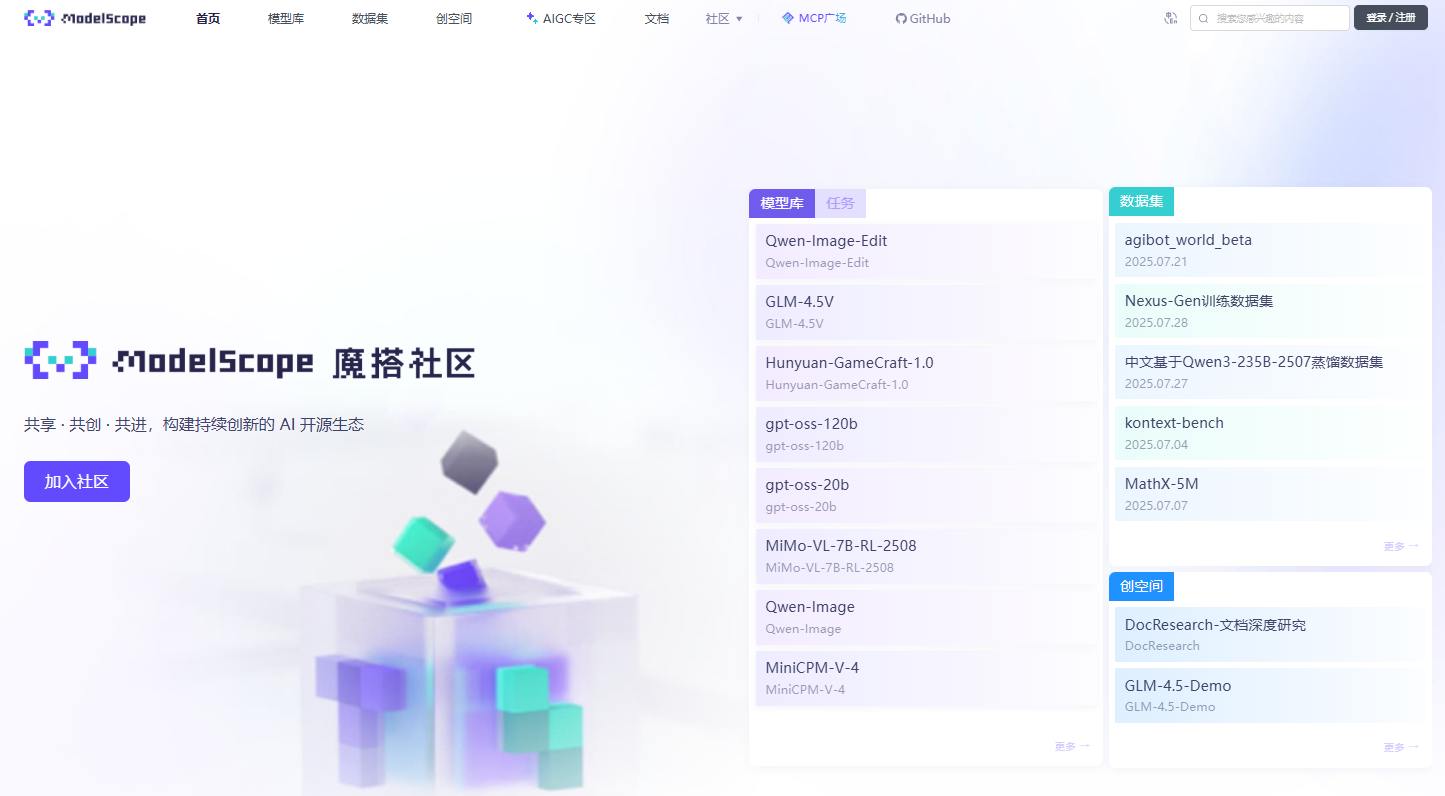 ModelScope
首页
模型库
数据集
创空间
AIGC专区
文档
社区
MCP广场
GitHub
搜索您感兴趣的内容
登录 / 注册
ModelScope 魔搭社区
共享 · 共创 · 共进，构建持续创新的 AI 开源生态
加入社区
模型库
任务
Qwen-Image-Edit
Qwen-Image-Edit
GLM-4.5V
GLM-4.5V
Hunyuan-GameCraft-1.0
Hunyuan-GameCraft-1.0
gpt-oss-120b
gpt-oss-120b
gpt-oss-20b
gpt-oss-20b
MiMo-VL-7B-RL-2508
MiMo-VL-7B-RL-2508
Qwen-Image
Qwen-Image
MiniCPM-V-4
MiniCPM-V-4
更多 →
数据集
agibot_world_beta
2025.07.21
Nexus-Gen训练数据集
2025.07.28
中文基于Qwen3-235B-2507蒸馏数据集
2025.07.27
kontext-bench
2025.07.04
MathX-5M
2025.07.07
更多 →
创空间
DocResearch-文档深度研究
DocResearch
GLM-4.5-Demo
GLM-4.5-Demo
更多 →